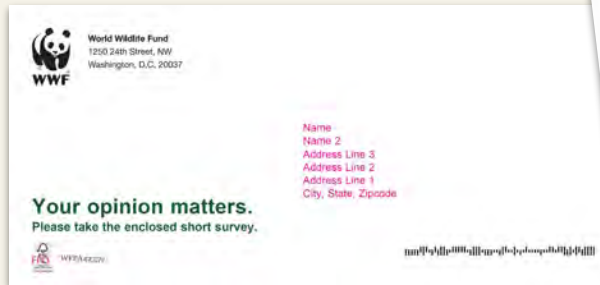 World Wildlife Fund
1250 24th Street, NW
Washington, D.C. 20037
WWF
Name
Name 2
Address Line 3
Address Line 2
Address Line 1
City, State, Zipcode
Your opinion matters.
Please take the enclosed short survey.